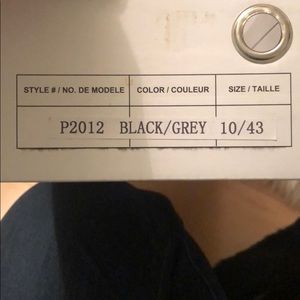 STYLE # / NO. DE MODELE COLOR / COULEUR SIZE / TAILLE
P2012 BLACK/GREY 10/43